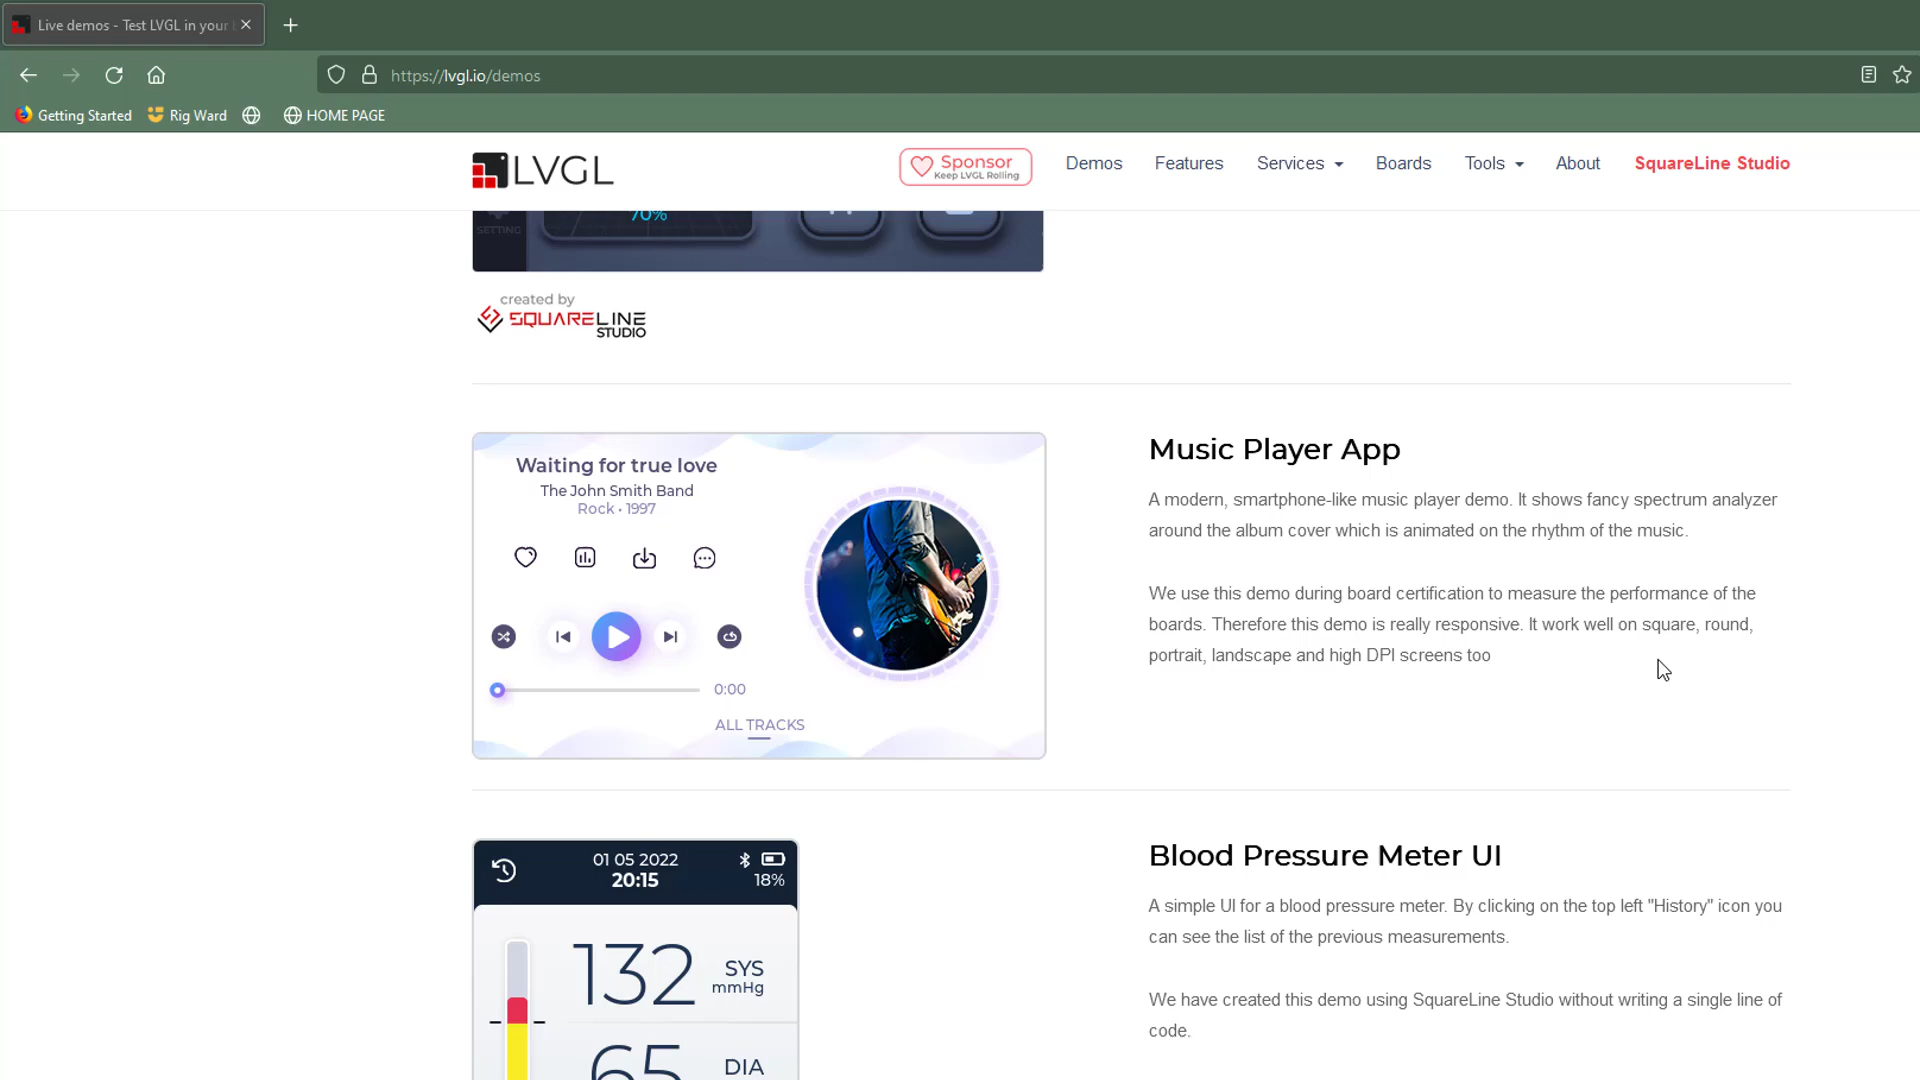 Live demos - Test LVGL in your
https://lvgl.io/demos
Getting Started
Rig Ward
HOME PAGE
LVGL
Sponsor
Keep LVGL Rolling
Demos
Features
Services
Boards
Tools
About
SquareLine Studio
70%
SETTING
created by
SQUARELINE
STUDIO
Waiting for true love
The John Smith Band
Rock • 1997
0:00
ALL TRACKS
Music Player App
A modern, smartphone-like music player demo. It shows fancy spectrum analyzer
around the album cover which is animated on the rhythm of the music.
We use this demo during board certification to measure the performance of the
boards. Therefore this demo is really responsive. It work well on square, round,
portrait, landscape and high DPI screens too
01 05 2022
20:15
18%
132
SYS
mmHg
65
DIA
Blood Pressure Meter UI
A simple UI for a blood pressure meter. By clicking on the top left "History" icon you
can see the list of the previous measurements.
We have created this demo using SquareLine Studio without writing a single line of
code.